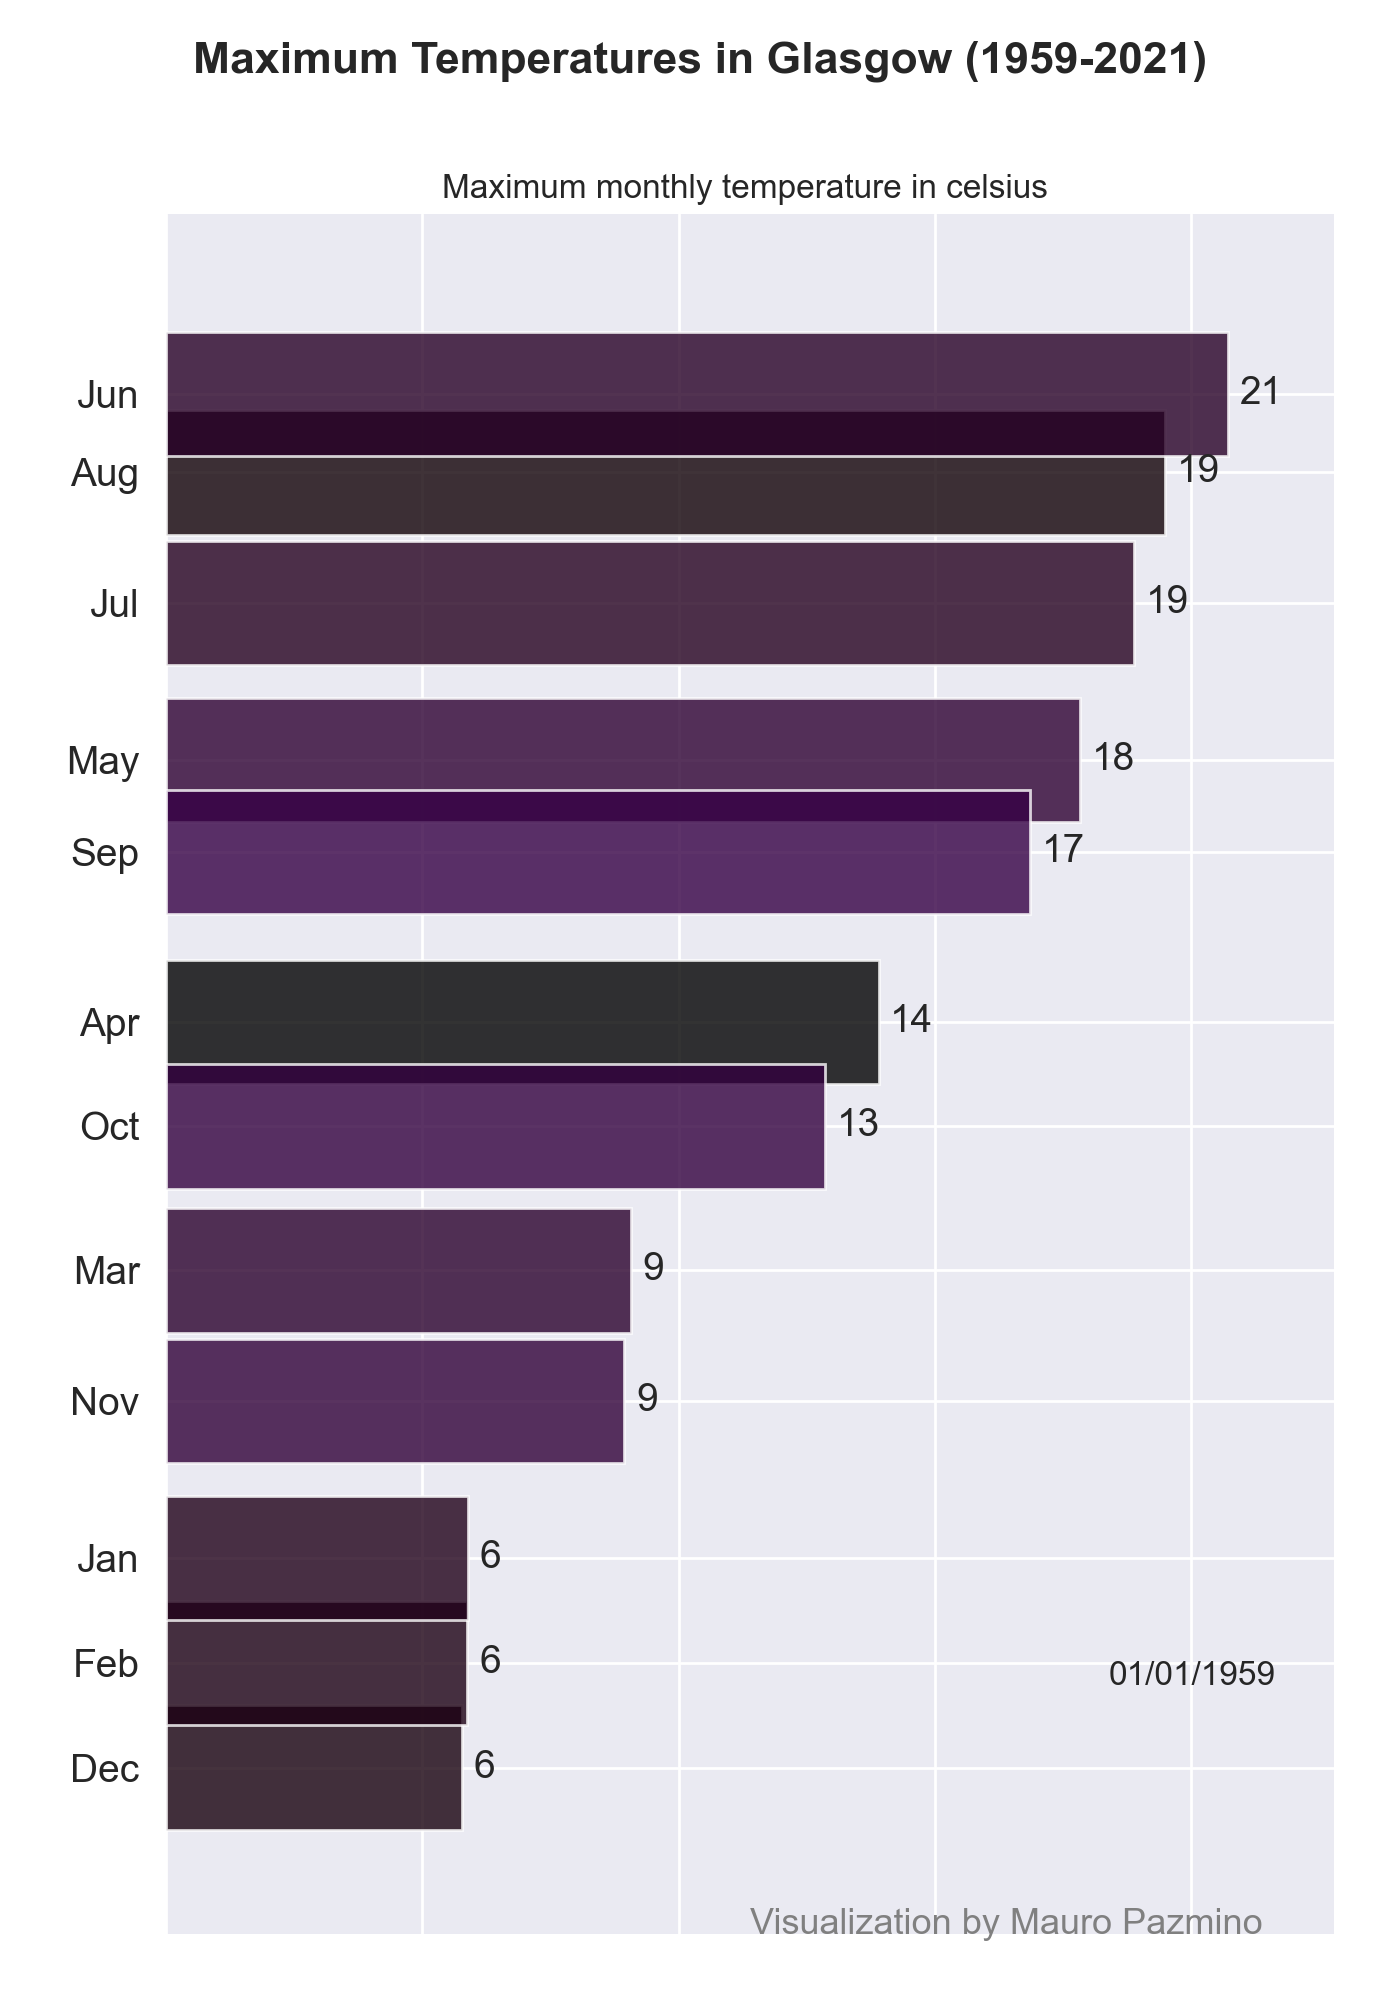 Maximum Temperatures in Glasgow (1959-2021)
Maximum monthly temperature in celsius
Jun 21
Aug 19
Jul 19
May 18
Sep 17
Apr 14
Oct 13
Mar 9
Nov 9
Jan 6
Feb 6 01/01/1959
Dec 6
Visualization by Mauro Pazmino